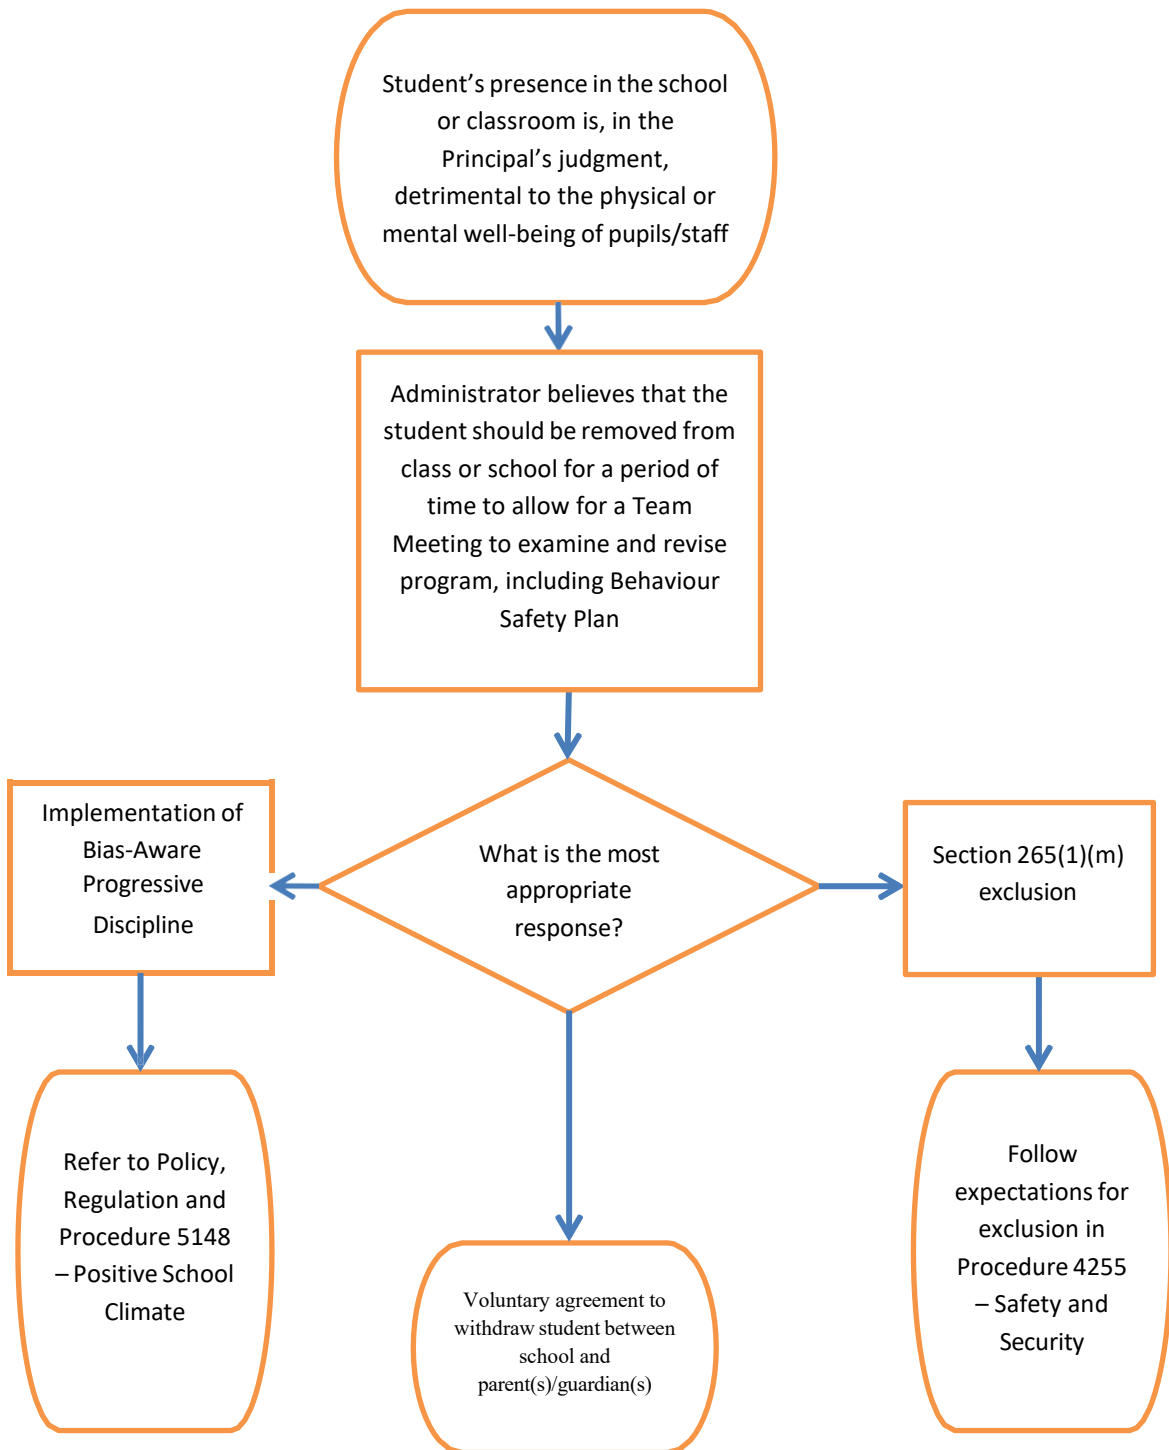 Student’s presence in the school
or classroom is, in the
Principal’s judgment,
detrimental to the physical or
mental well-being of pupils/staff
Administrator believes that the
student should be removed from
class or school for a period of
time to allow for a Team
Meeting to examine and revise
program, including Behaviour
Safety Plan
What is the most
appropriate
response?
Implementation of
Bias-Aware
Progressive
Discipline
Section 265(1)(m)
exclusion
Refer to Policy,
Regulation and
Procedure 5148
– Positive School
Climate
Voluntary agreement to
withdraw student between
school and
parent(s)/guardian(s)
Follow
expectations for
exclusion in
Procedure 4255
– Safety and
Security